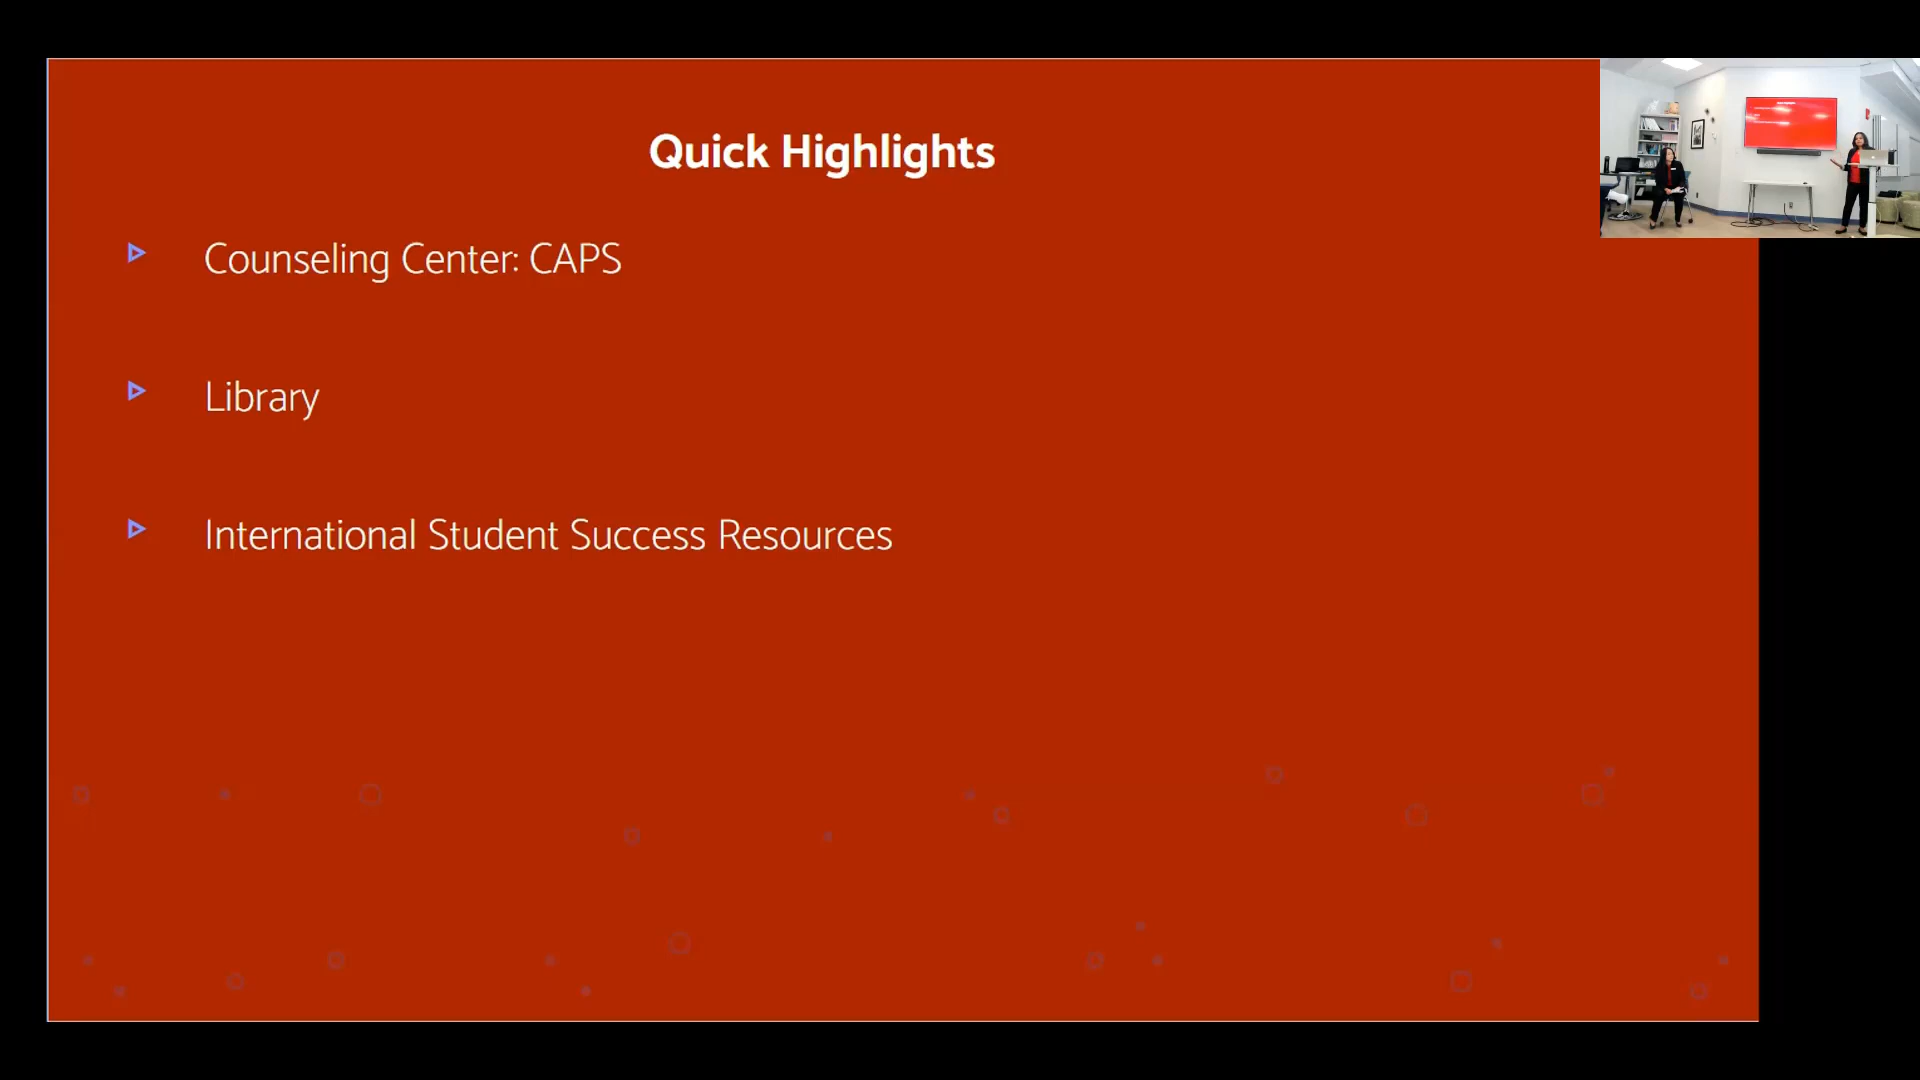 Quick Highlights
Counseling Center: CAPS
Library
International Student Success Resources